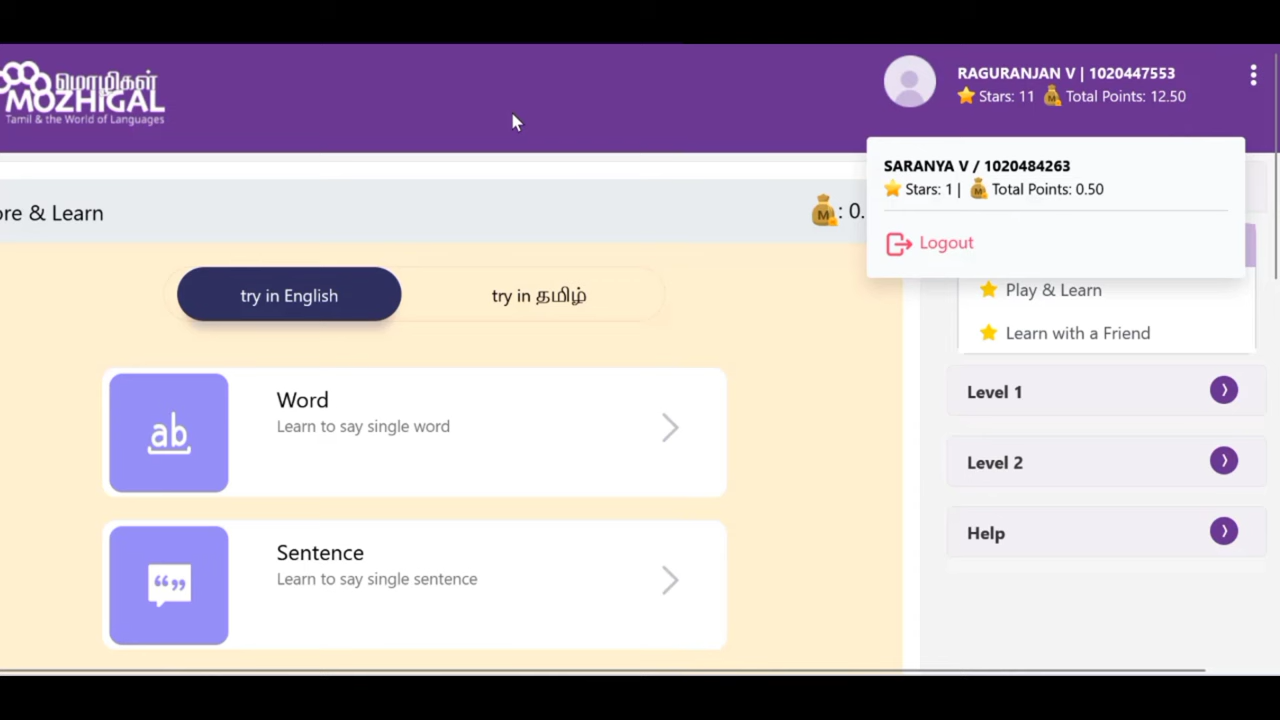 மொழிகள்
MOZHIGAL
Tamil & the World of Languages
RAGURANJAN V | 1020447553
Stars: 11 M Total Points: 12.50
SARANYA V / 1020484263
Stars: 1 | M Total Points: 0.50
Logout
ore & Learn
M : 0.
try in English
try in தமிழ்
Play & Learn
Learn with a Friend
ab
Word
Learn to say single word
Level 1
Level 2
Help
Sentence
Learn to say single sentence